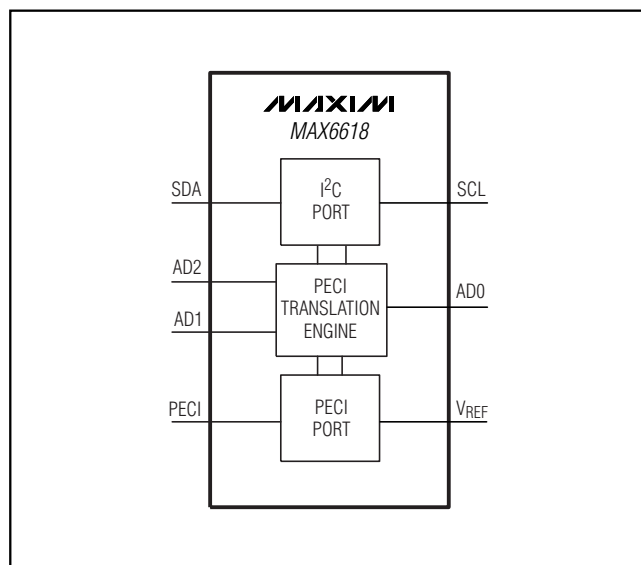 MAXIM
MAX6618
SDA
I²C
PORT
SCL
AD2
PECI
TRANSLATION
ENGINE
AD0
AD1
PECI
PECI
PORT
VREF